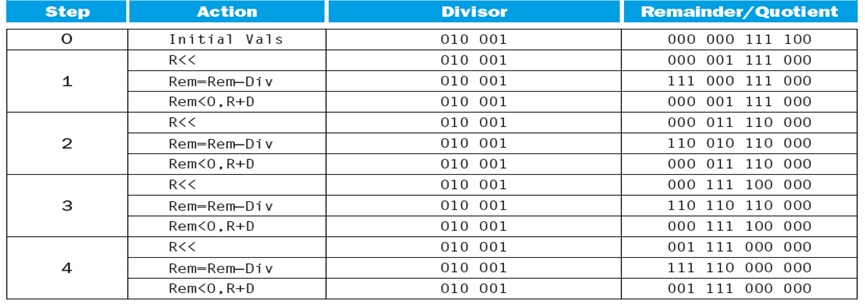 Step Action Divisor Remainder/Quotient
0 Initial Vals 010 001 000 000 111 100
R<< 010 001 000 001 111 000
1 Rem=Rem–Div 010 001 111 000 111 000
Rem<0,R+D 010 001 000 001 111 000
R<< 010 001 000 011 110 000
2 Rem=Rem–Div 010 001 110 010 110 000
Rem<0,R+D 010 001 000 011 110 000
R<< 010 001 000 111 100 000
3 Rem=Rem–Div 010 001 110 110 110 000
Rem<0,R+D 010 001 000 111 100 000
R<< 010 001 001 111 000 000
4 Rem=Rem–Div 010 001 111 110 000 000
Rem<0,R+D 010 001 001 111 000 000